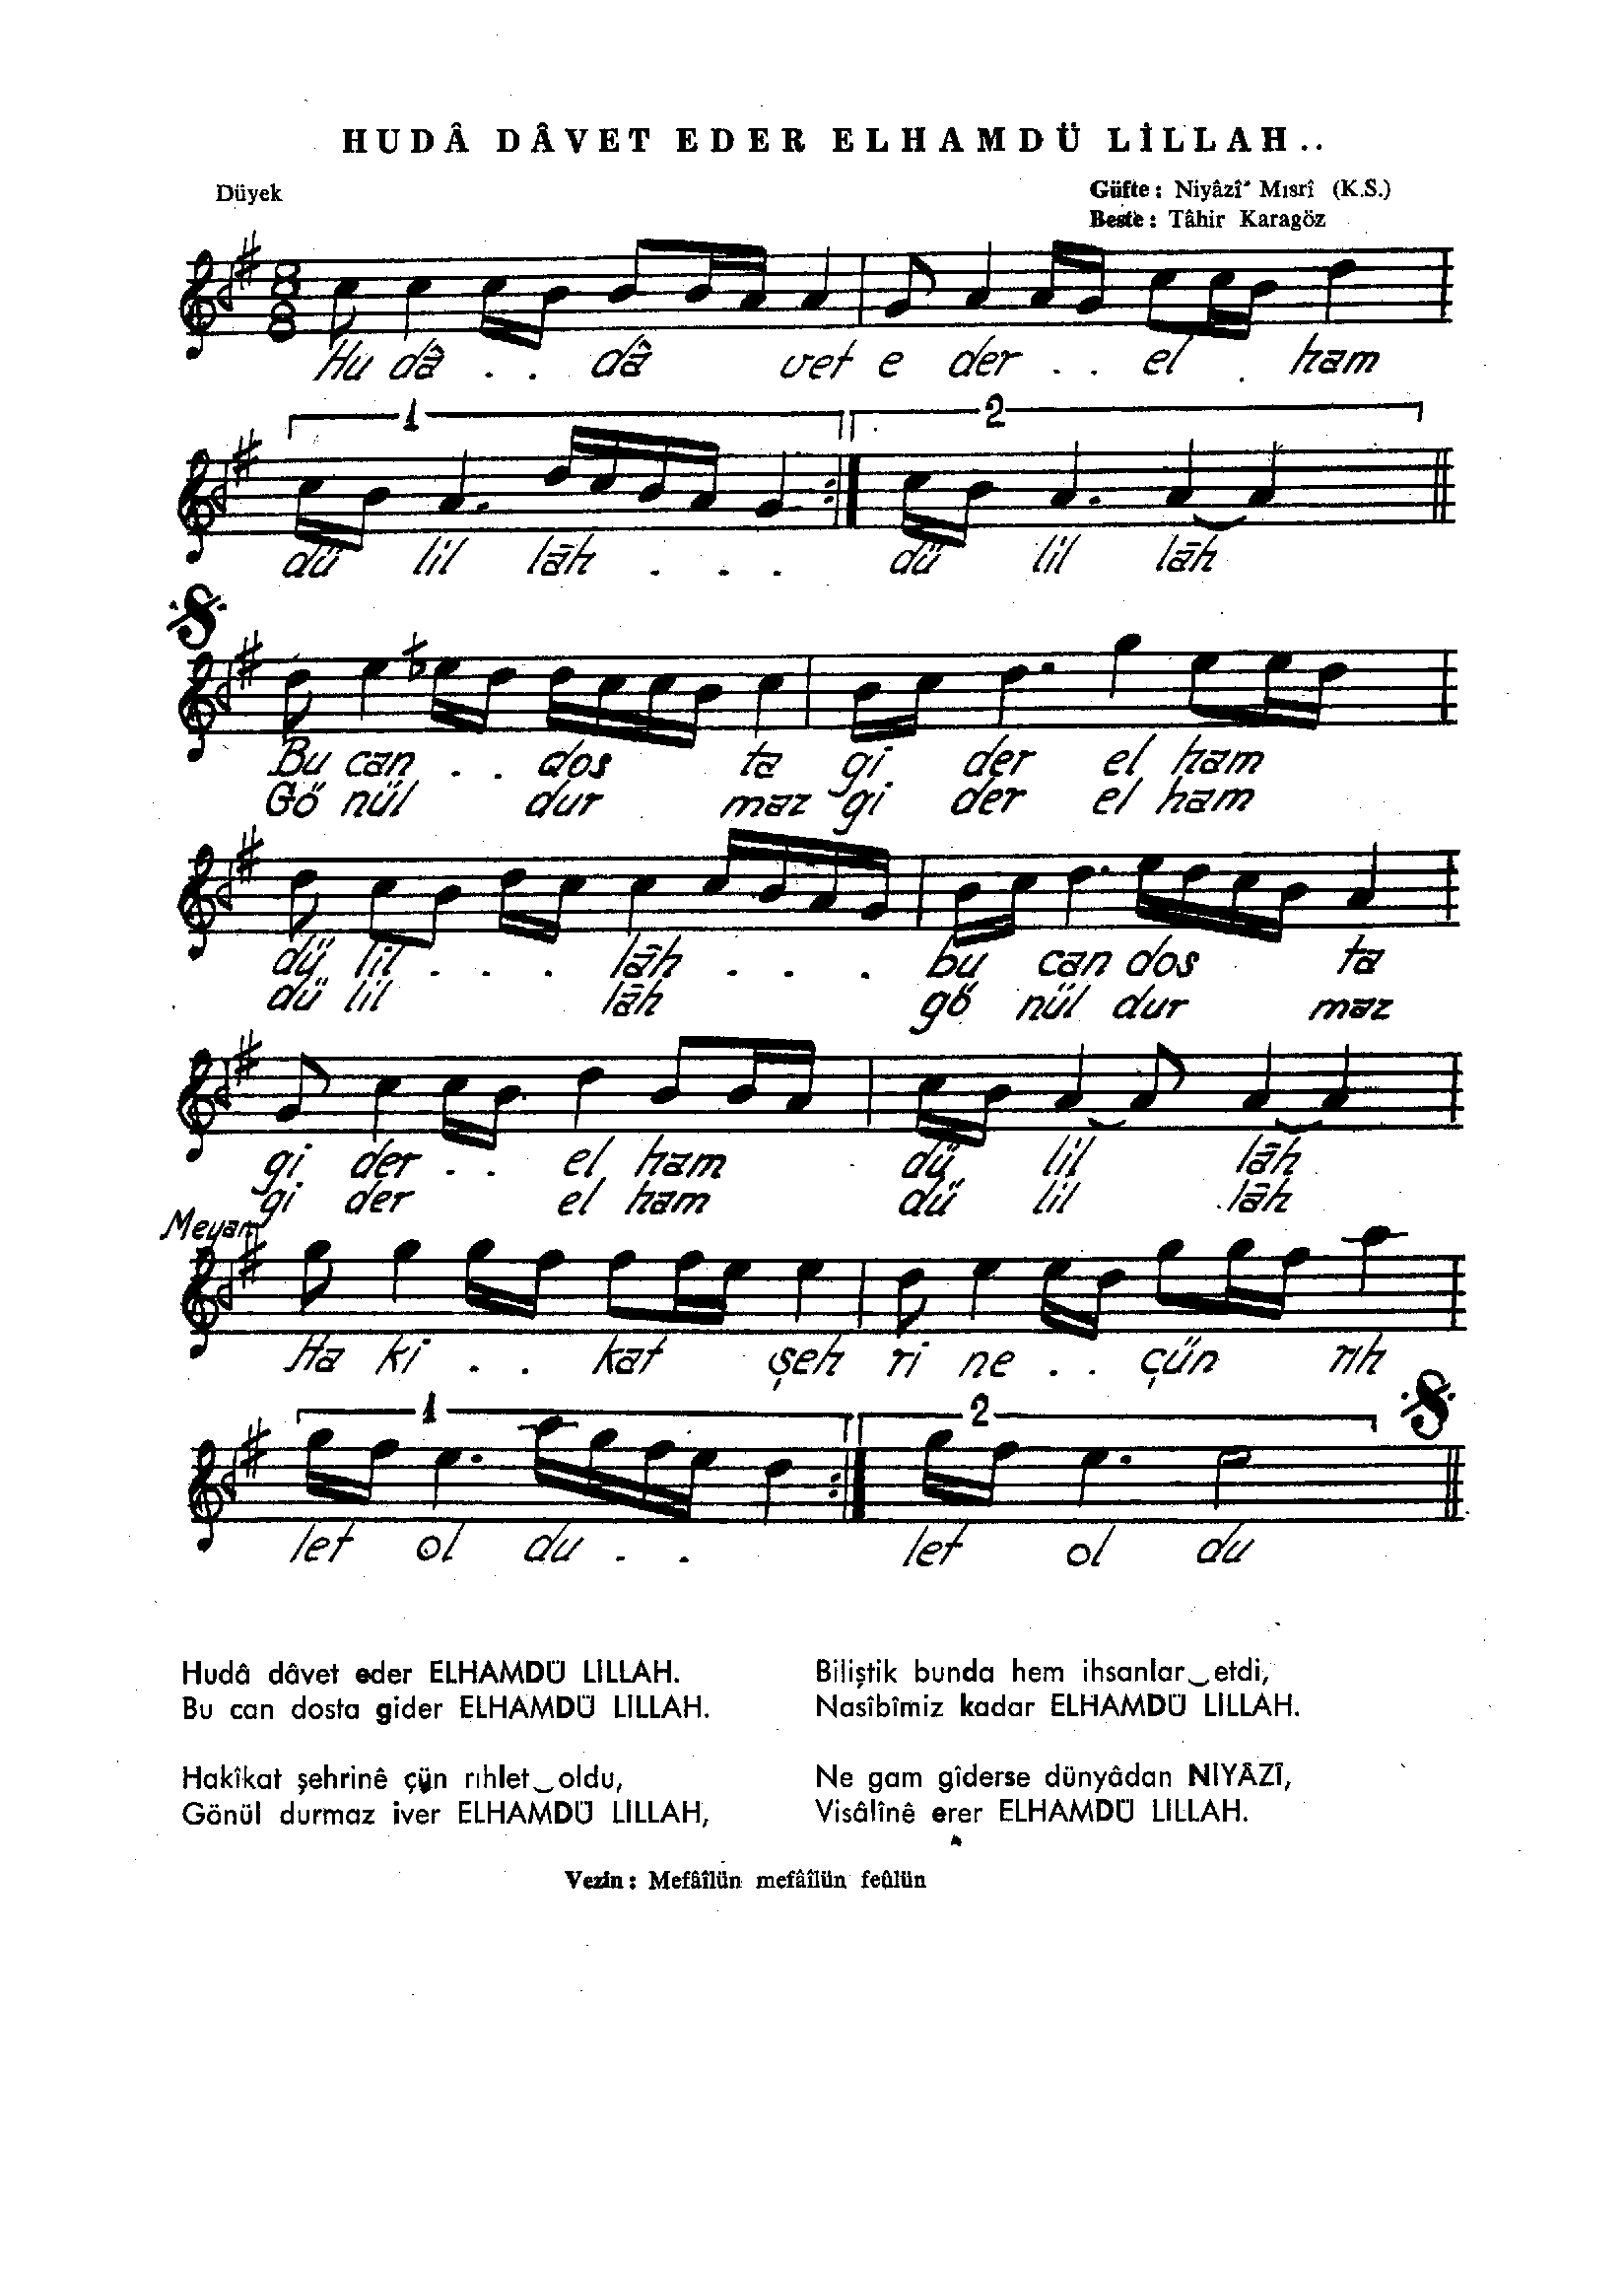 HUDÂ DÂVET EDER ELHAMDÜ LİLLAH..
Düyek
Güfte : Niyâzî Mısrî (K.S.)
Beste : Tâhir Karagöz
8
8
Hu dâ . . dâ vet e der . . el . ham
1 2
dü lil lâh . . . dü lil lâh
Bu can . . dos ta gi der el ham
Gö nül dur maz gi der el ham
dü lil . . . lâh . . . bu can dos ta
dü lil lâh gö nül dur maz
gi der . . el ham dü lil lâh
gi der el ham dü lil lâh
Meyan
Ha ki . . kat şeh ri ne . . çün rıh
1 2
let ol du . . let ol du
Hudâ dâvet eder ELHAMDÜ LİLLAH.
Bu can dosta gider ELHAMDÜ LİLLAH.
Hakîkat şehrinê çün rıhlet‿oldu,
Gönül durmaz iver ELHAMDÜ LİLLAH,
Biliştik bunda hem ihsanlar‿etdi,
Nasîbîmiz kadar ELHAMDÜ LİLLAH.
Ne gam gîderse dünyâdan NİYÂZÎ,
Visâlînê erer ELHAMDÜ LİLLAH.
Vezin : Mefâîlün mefâîlün feûlün